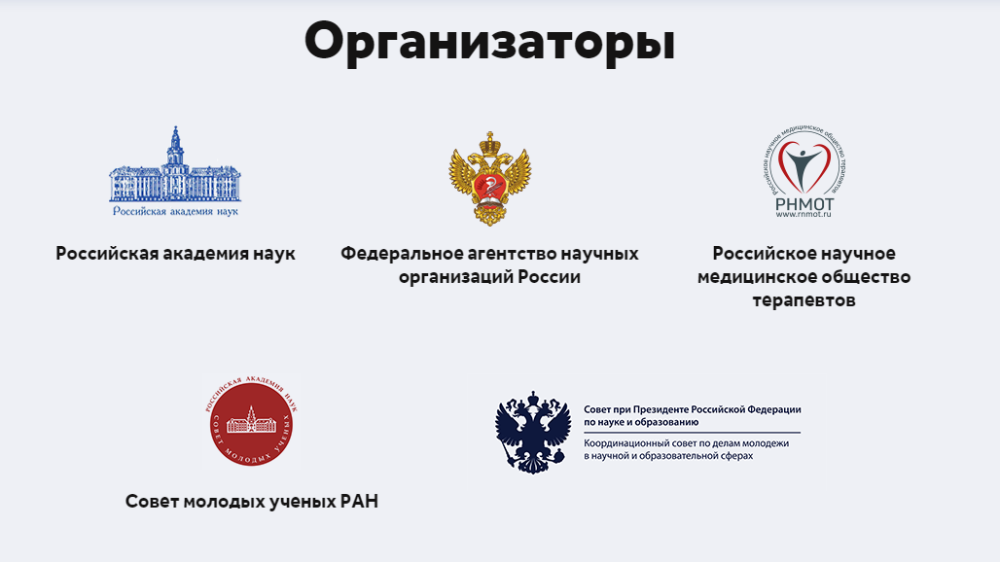 Организаторы
Российское научное медицинское общество терапевтов
Российская академия наук
РНМОТ
www.rnmot.ru
Российская академия наук
Федеральное агентство научных
организаций России
Российское научное
медицинское общество
терапевтов
РОССИЙСКАЯ АКАДЕМИЯ НАУК
СОВЕТ МОЛОДЫХ УЧЕНЫХ
Совет при Президенте Российской Федерации
по науке и образованию
Координационный совет по делам молодежи
в научной и образовательной сферах
Совет молодых ученых РАН